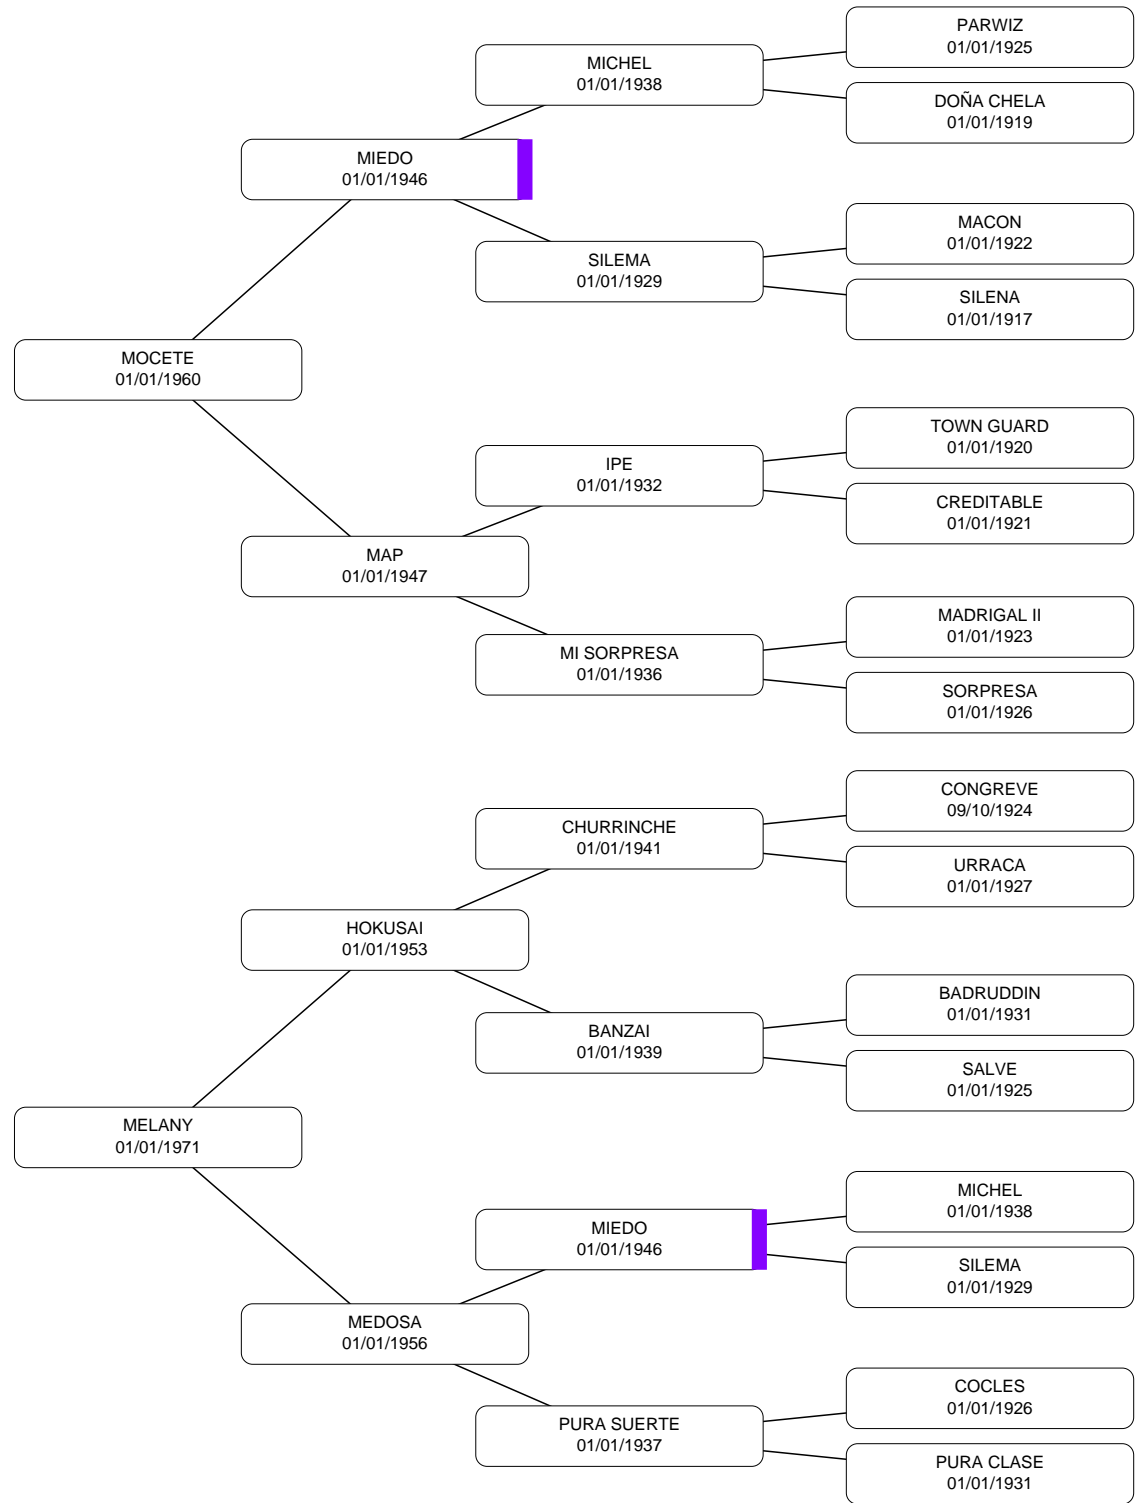 PARWIZ
01/01/1925
MICHEL
01/01/1938
DOÑA CHELA
01/01/1919
MIEDO
01/01/1946
MACON
01/01/1922
SILEMA
01/01/1929
SILENA
01/01/1917
MOCETE
01/01/1960
TOWN GUARD
01/01/1920
IPE
01/01/1932
CREDITABLE
01/01/1921
MAP
01/01/1947
MADRIGAL II
01/01/1923
MI SORPRESA
01/01/1936
SORPRESA
01/01/1926
CONGREVE
09/10/1924
CHURRINCHE
01/01/1941
URRACA
01/01/1927
HOKUSAI
01/01/1953
BADRUDDIN
01/01/1931
BANZAI
01/01/1939
SALVE
01/01/1925
MELANY
01/01/1971
MICHEL
01/01/1938
MIEDO
01/01/1946
SILEMA
01/01/1929
MEDOSA
01/01/1956
COCLES
01/01/1926
PURA SUERTE
01/01/1937
PURA CLASE
01/01/1931